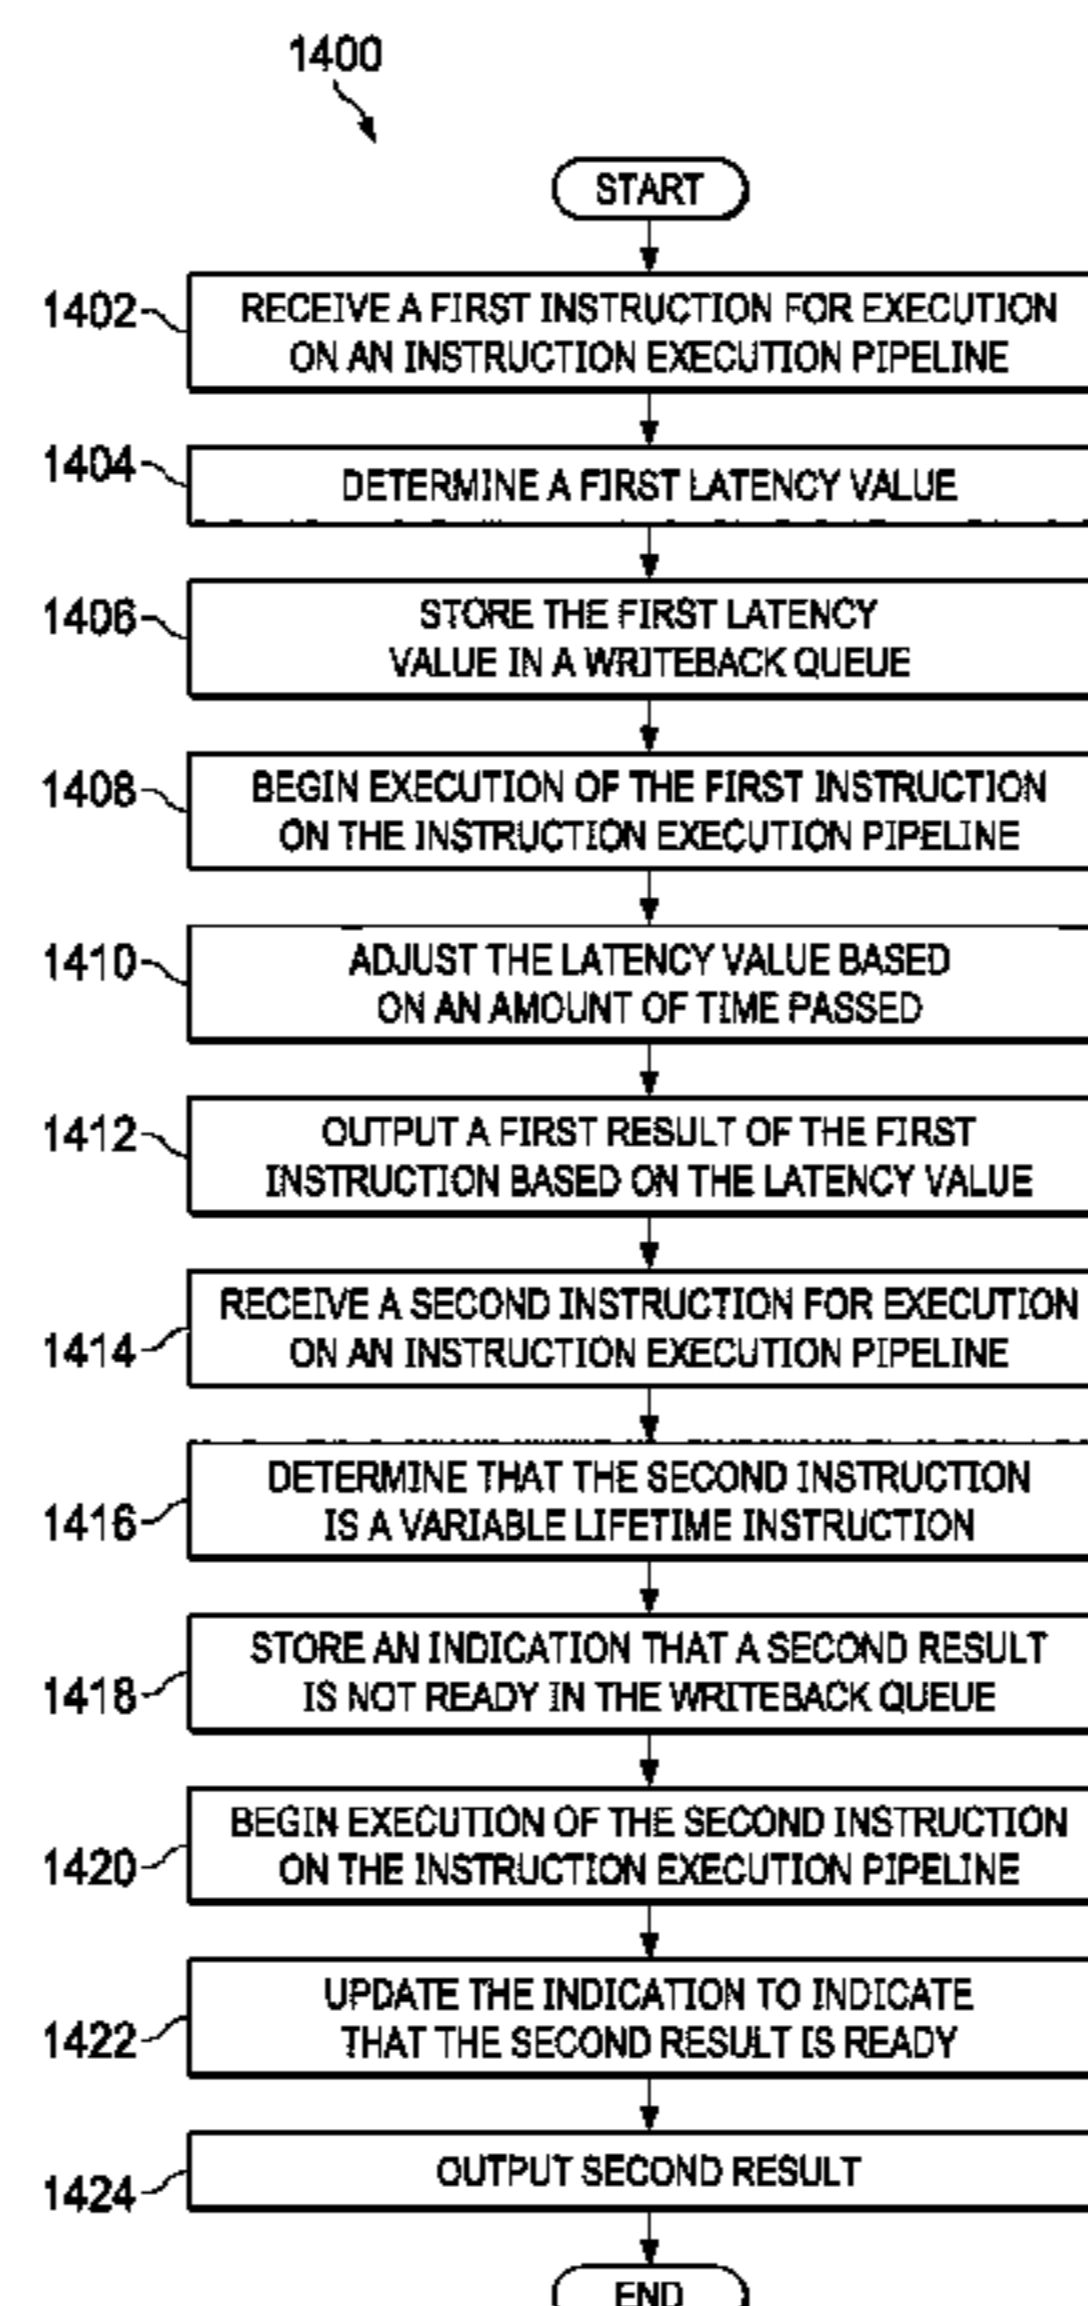 1400
START
1402
RECEIVE A FIRST INSTRUCTION FOR EXECUTION
ON AN INSTRUCTION EXECUTION PIPELINE
1404
DETERMINE A FIRST LATENCY VALUE
1406
STORE THE FIRST LATENCY
VALUE IN A WRITEBACK QUEUE
1408
BEGIN EXECUTION OF THE FIRST INSTRUCTION
ON THE INSTRUCTION EXECUTION PIPELINE
1410
ADJUST THE LATENCY VALUE BASED
ON AN AMOUNT OF TIME PASSED
1412
OUTPUT A FIRST RESULT OF THE FIRST
INSTRUCTION BASED ON THE LATENCY VALUE
1414
RECEIVE A SECOND INSTRUCTION FOR EXECUTION
ON AN INSTRUCTION EXECUTION PIPELINE
1416
DETERMINE THAT THE SECOND INSTRUCTION
IS A VARIABLE LIFETIME INSTRUCTION
1418
STORE AN INDICATION THAT A SECOND RESULT
IS NOT READY IN THE WRITEBACK QUEUE
1420
BEGIN EXECUTION OF THE SECOND INSTRUCTION
ON THE INSTRUCTION EXECUTION PIPELINE
1422
UPDATE THE INDICATION TO INDICATE
THAT THE SECOND RESULT IS READY
1424
OUTPUT SECOND RESULT
END